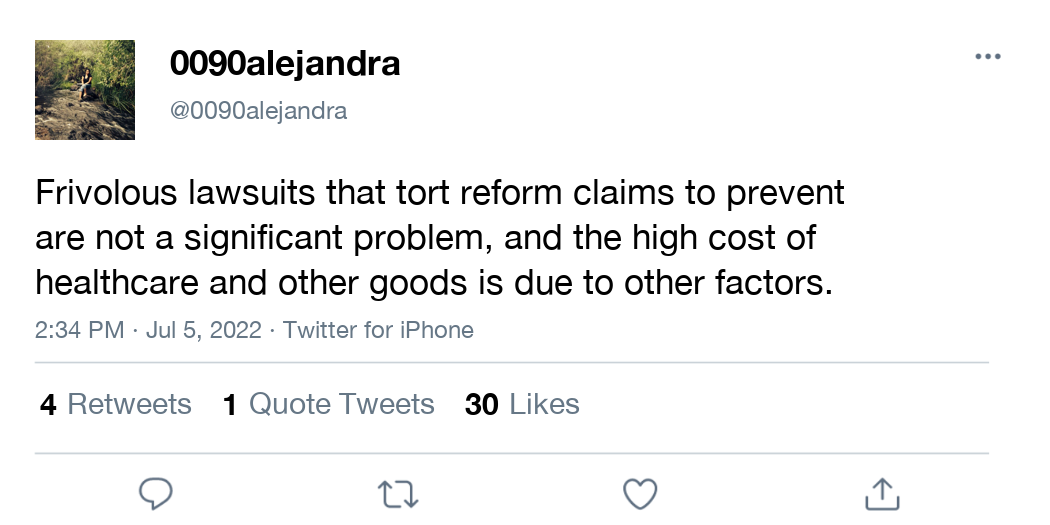 0090alejandra
@0090alejandra
Frivolous lawsuits that tort reform claims to prevent
are not a significant problem, and the high cost of
healthcare and other goods is due to other factors.
2:34 PM · Jul 5, 2022 · Twitter for iPhone
4 Retweets 1 Quote Tweets 30 Likes